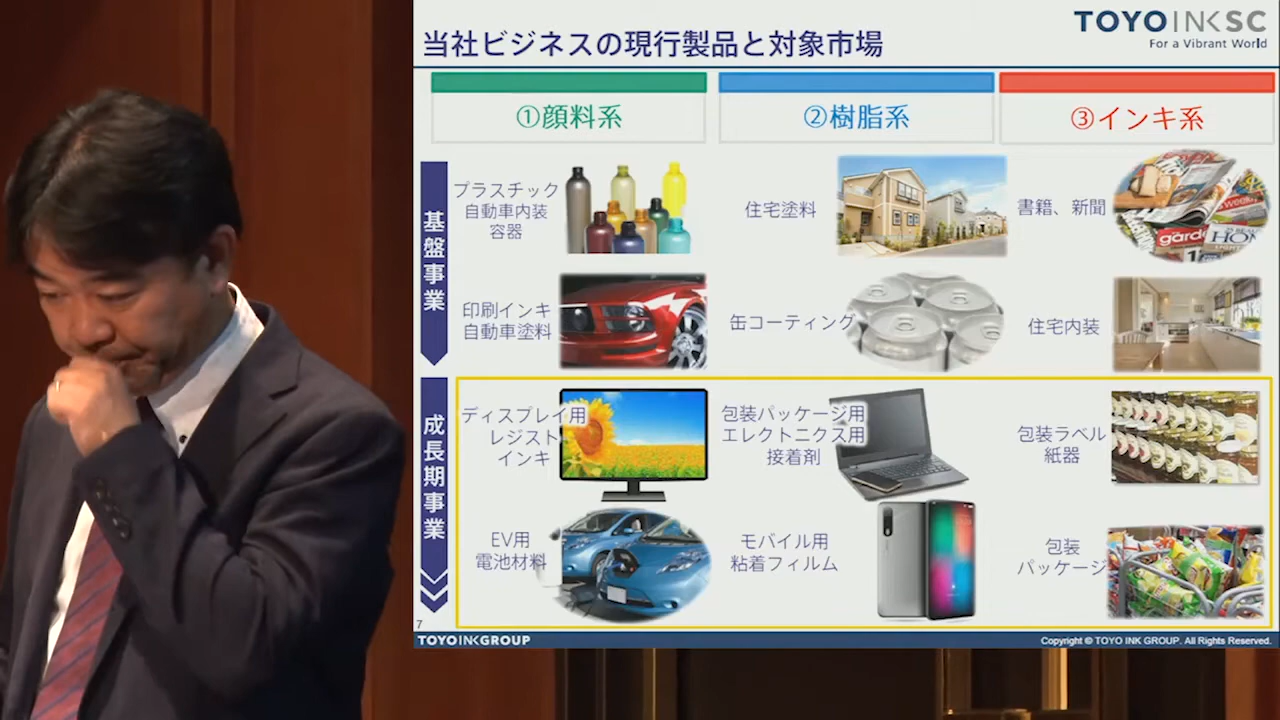 当社ビジネスの現行製品と対象市場
TOYO INK SC
For a Vibrant World
①顔料系
②樹脂系
③インキ系
基盤事業
プラスチック
自動車内装
容器
住宅塗料
書籍、新聞
印刷インキ
自動車塗料
缶コーティング
住宅内装
成長期事業
ディスプレイ用
レジスト
インキ
包装パッケージ用
エレクトニクス用
接着剤
包装ラベル
紙器
EV用
電池材料
モバイル用
粘着フィルム
包装
パッケージ
7
TOYO INK GROUP
Copyright © TOYO INK GROUP. All Rights Reserved.